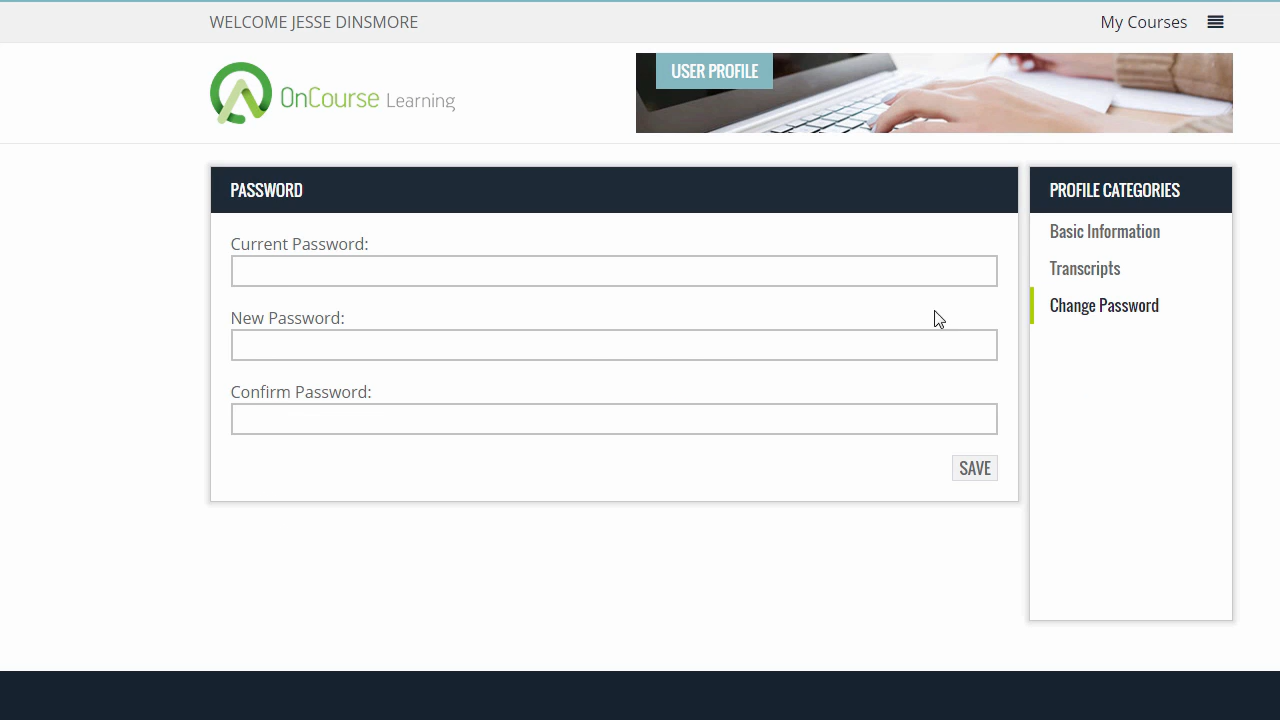 WELCOME JESSE DINSMORE
My Courses
OnCourse Learning
USER PROFILE
PASSWORD
Current Password:
New Password:
Confirm Password:
SAVE
PROFILE CATEGORIES
Basic Information
Transcripts
Change Password